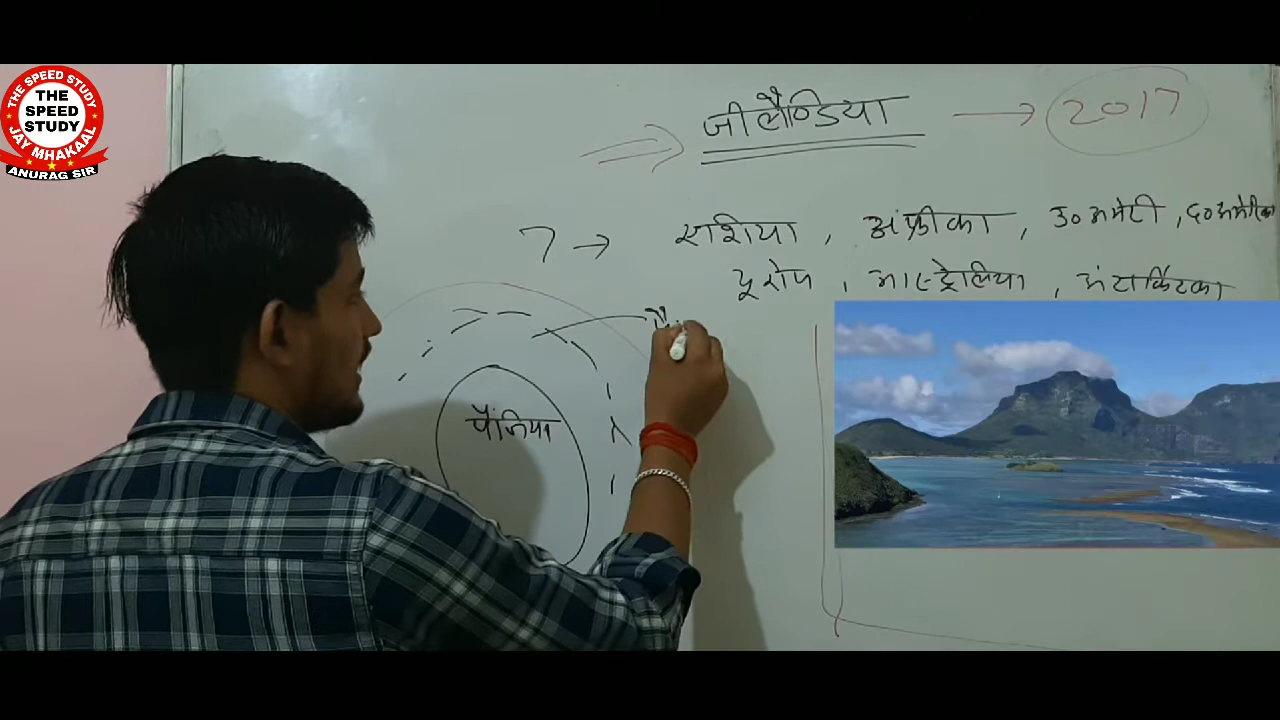 THE SPEED STUDY
THE
SPEED
STUDY
JAY MHAKAAL
ANURAG SIR
जीलैण्डिया → 2017
7 → एशिया, अफ्रीका, उ० अमेटी, द० अमेरिका
यूरोप, आस्ट्रेलिया, अंटार्कटिका
पैंजिया